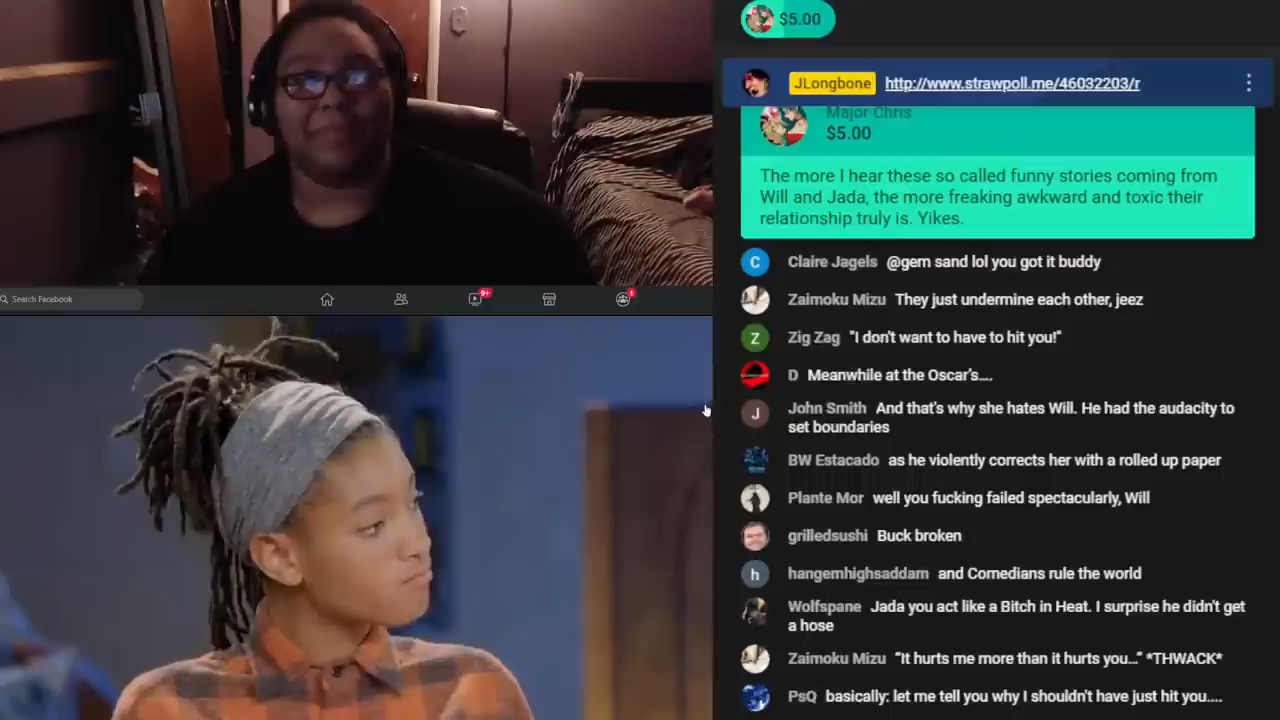 $5.00
JLongbone http://www.strawpoll.me/46032203/r
Major Chris
$5.00
The more I hear these so called funny stories coming from
Will and Jada, the more freaking awkward and toxic their
relationship truly is. Yikes.
C Claire Jagels @gem sand lol you got it buddy
Zaimoku Mizu They just undermine each other, jeez
Z Zig Zag "I don't want to have to hit you!"
D Meanwhile at the Oscar's....
J John Smith And that's why she hates Will. He had the audacity to
set boundaries
BW Estacado as he violently corrects her with a rolled up paper
Plante Mor well you fucking failed spectacularly, Will
grilledsushi Buck broken
h hangemhighsaddam and Comedians rule the world
Wolfspane Jada you act like a Bitch in Heat. I surprise he didn't get
a hose
Zaimoku Mizu "It hurts me more than it hurts you..." *THWACK*
PsQ basically: let me tell you why I shouldn't have just hit you....
Search Facebook
9+
1